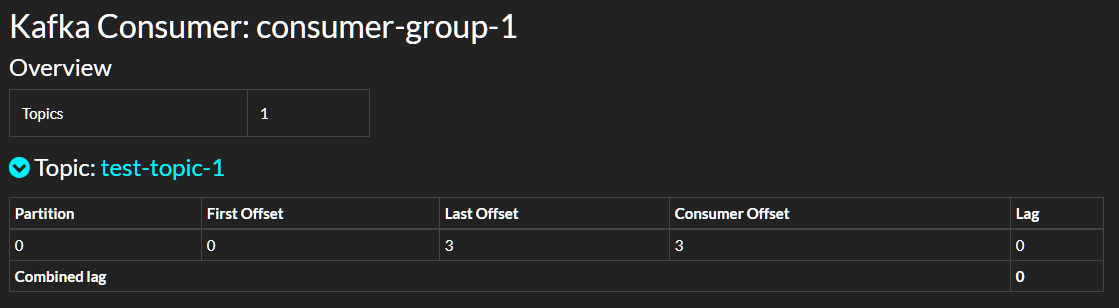 Kafka Consumer: consumer-group-1
Overview
Topics 1
Topic: test-topic-1
Partition First Offset Last Offset Consumer Offset Lag
0 0 3 3 0
Combined lag 0